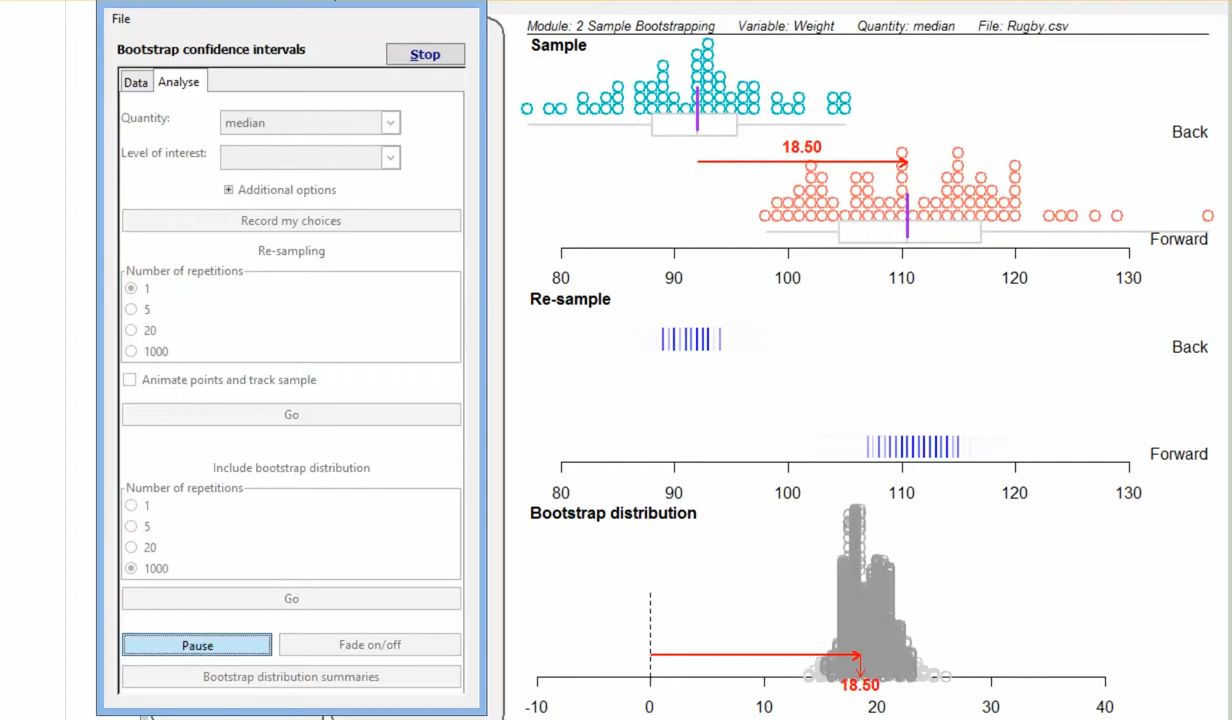 File
Bootstrap confidence intervals
Stop
Data Analyse
Quantity: median
Level of interest:
Additional options
Record my choices
Re-sampling
Number of repetitions
1
5
20
1000
Animate points and track sample
Go
Include bootstrap distribution
Number of repetitions
1
5
20
1000
Go
Pause Fade on/off
Bootstrap distribution summaries
Module: 2 Sample Bootstrapping Variable: Weight Quantity: median File: Rugby.csv
Sample
Back
18.50
Forward
80 90 100 110 120 130
Re-sample
Back
Forward
80 90 100 110 120 130
Bootstrap distribution
18.50
-10 0 10 20 30 40